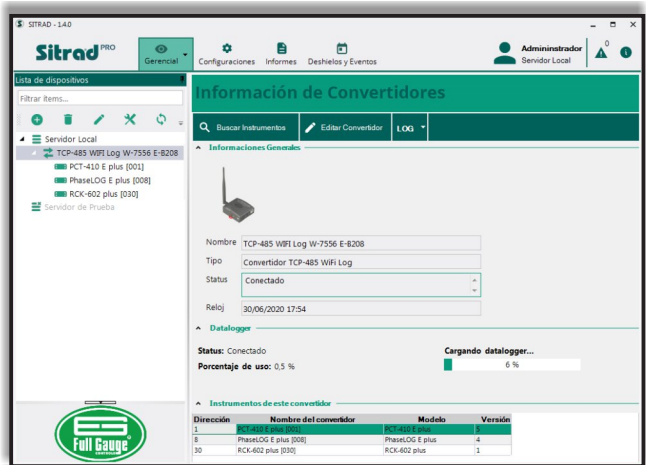 SITRAD - 1.4.0
Sitrad PRO
Gerencial
Configuraciones
Informes
Deshielos y Eventos
Admininstrador
Servidor Local
0
Lista de dispositivos
Filtrar items...
Servidor Local
TCP-485 WIFI Log W-7556 E-8208
PCT-410 E plus [001]
PhaseLOG E plus [008]
RCK-602 plus [030]
Servidor de Prueba
Full Gauge
CONTROLS
Información de Convertidores
Buscar Instrumentos
Editar Convertidor
LOG
Informaciones Generales
Nombre TCP-485 WIFI Log W-7556 E-8208
Tipo Convertidor TCP-485 WiFi Log
Status Conectado
Reloj 30/06/2020 17:54
Datalogger
Status: Conectado
Porcentaje de uso: 0,5 %
Cargando datalogger...
6 %
Instrumentos de este convertidor
Dirección Nombre del convertidor Modelo Versión
1 PCT-410 E plus [001] PCT-410 E plus 5
8 PhaseLOG E plus [008] PhaseLOG E plus 4
30 RCK-602 plus [030] RCK-602 plus 1